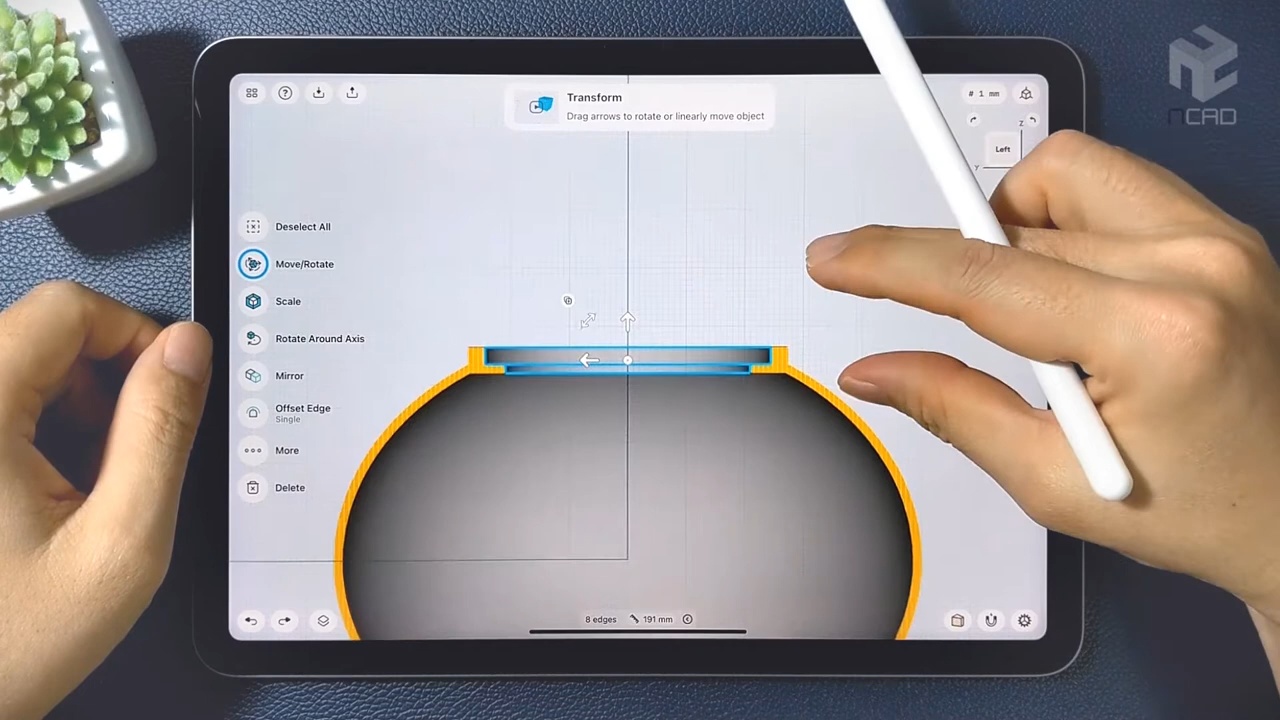 nCAD
Transform
Drag arrows to rotate or linearly move object
# 1 mm
Z
Left
Y
Deselect All
Move/Rotate
Scale
Rotate Around Axis
Mirror
Offset Edge
Single
More
Delete
8 edges
191 mm